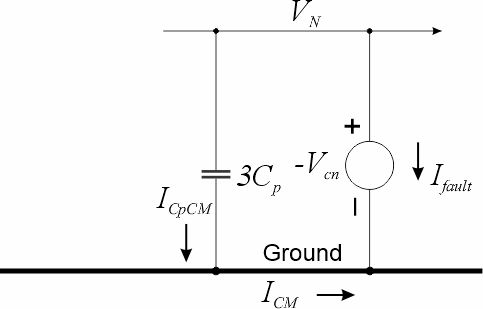 V_N
+
3C_p
-V_cn
I_fault
I_CpCM
Ground
I_CM